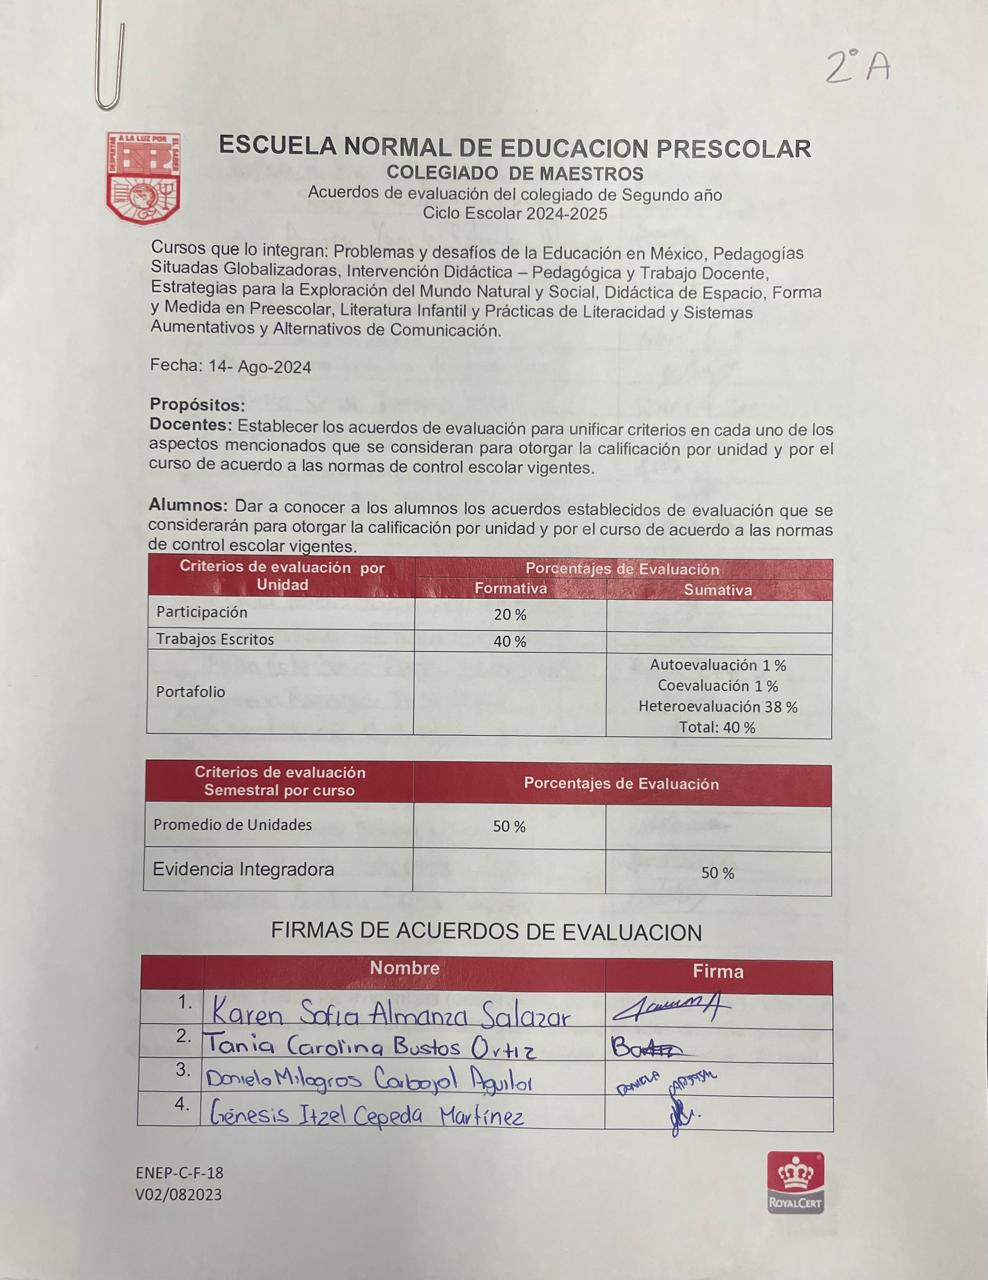 2° A
A LA LUZ POR
DESPERTAR
EL SABER
ESCUELA NORMAL DE EDUCACION PRESCOLAR
COLEGIADO DE MAESTROS
Acuerdos de evaluación del colegiado de Segundo año
Ciclo Escolar 2024-2025
Cursos que lo integran: Problemas y desafíos de la Educación en México, Pedagogías
Situadas Globalizadoras, Intervención Didáctica – Pedagógica y Trabajo Docente,
Estrategias para la Exploración del Mundo Natural y Social, Didáctica de Espacio, Forma
y Medida en Preescolar, Literatura Infantil y Prácticas de Literacidad y Sistemas
Aumentativos y Alternativos de Comunicación.
Fecha: 14- Ago-2024
Propósitos:
Docentes: Establecer los acuerdos de evaluación para unificar criterios en cada uno de los
aspectos mencionados que se consideran para otorgar la calificación por unidad y por el
curso de acuerdo a las normas de control escolar vigentes.
Alumnos: Dar a conocer a los alumnos los acuerdos establecidos de evaluación que se
considerarán para otorgar la calificación por unidad y por el curso de acuerdo a las normas
de control escolar vigentes.
Criterios de evaluación por
Unidad
Porcentajes de Evaluación
Formativa Sumativa
Participación 20 %
Trabajos Escritos 40 %
Portafolio
Autoevaluación 1 %
Coevaluación 1 %
Heteroevaluación 38 %
Total: 40 %
Criterios de evaluación
Semestral por curso
Porcentajes de Evaluación
Promedio de Unidades 50 %
Evidencia Integradora 50 %
FIRMAS DE ACUERDOS DE EVALUACION
Nombre Firma
1. Karen Sofia Almanza Salazar
2. Tania Carolina Bustos Ortiz
3. Daniela Milagros Carbajal Aguilar DANIELA CARBAJAL
4. Génesis Itzel Cepeda Martínez
ENEP-C-F-18
V02/082023
ROYALCERT